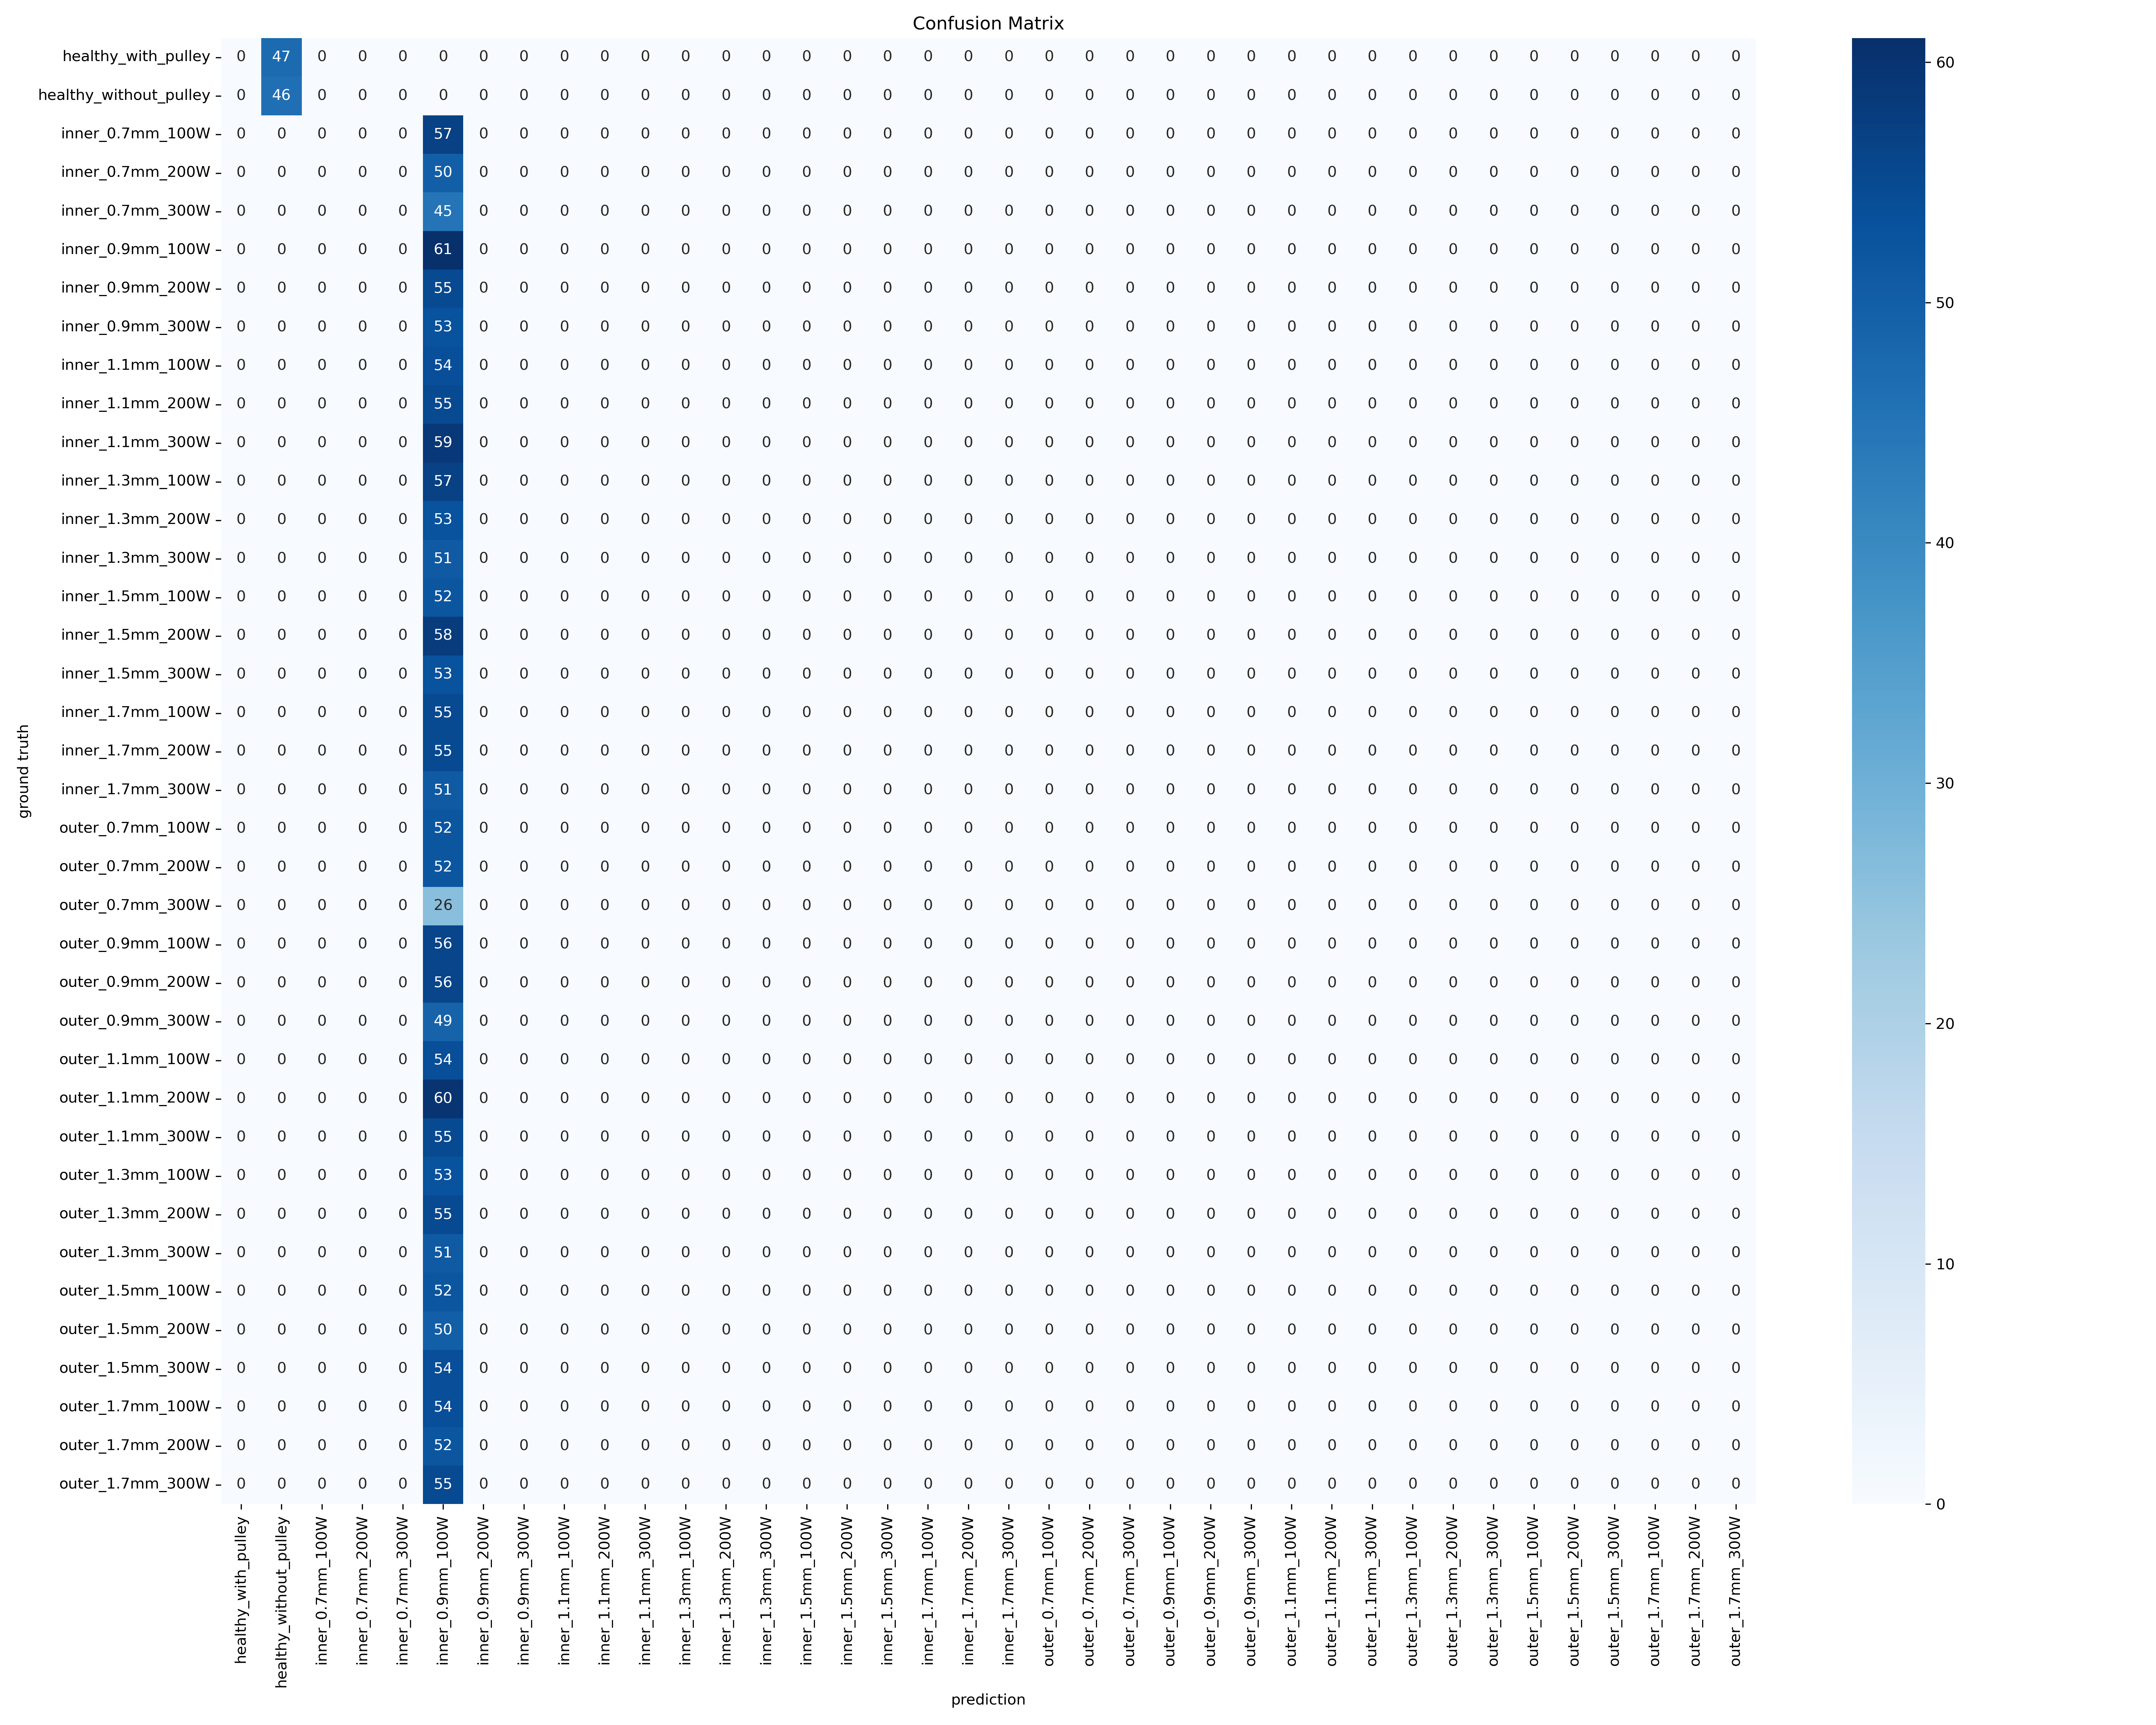 Confusion Matrix
healthy_with_pulley 0 47 0 0 0 0 0 0 0 0 0 0 0 0 0 0 0 0 0 0 0 0 0 0 0 0 0 0 0 0 0 0 0 0 0 0 0 0
healthy_without_pulley 0 46 0 0 0 0 0 0 0 0 0 0 0 0 0 0 0 0 0 0 0 0 0 0 0 0 0 0 0 0 0 0 0 0 0 0 0 0
inner_0.7mm_100W 0 0 0 0 0 57 0 0 0 0 0 0 0 0 0 0 0 0 0 0 0 0 0 0 0 0 0 0 0 0 0 0 0 0 0 0 0 0
inner_0.7mm_200W 0 0 0 0 0 50 0 0 0 0 0 0 0 0 0 0 0 0 0 0 0 0 0 0 0 0 0 0 0 0 0 0 0 0 0 0 0 0
inner_0.7mm_300W 0 0 0 0 0 45 0 0 0 0 0 0 0 0 0 0 0 0 0 0 0 0 0 0 0 0 0 0 0 0 0 0 0 0 0 0 0 0
inner_0.9mm_100W 0 0 0 0 0 61 0 0 0 0 0 0 0 0 0 0 0 0 0 0 0 0 0 0 0 0 0 0 0 0 0 0 0 0 0 0 0 0
inner_0.9mm_200W 0 0 0 0 0 55 0 0 0 0 0 0 0 0 0 0 0 0 0 0 0 0 0 0 0 0 0 0 0 0 0 0 0 0 0 0 0 0
inner_0.9mm_300W 0 0 0 0 0 53 0 0 0 0 0 0 0 0 0 0 0 0 0 0 0 0 0 0 0 0 0 0 0 0 0 0 0 0 0 0 0 0
inner_1.1mm_100W 0 0 0 0 0 54 0 0 0 0 0 0 0 0 0 0 0 0 0 0 0 0 0 0 0 0 0 0 0 0 0 0 0 0 0 0 0 0
inner_1.1mm_200W 0 0 0 0 0 55 0 0 0 0 0 0 0 0 0 0 0 0 0 0 0 0 0 0 0 0 0 0 0 0 0 0 0 0 0 0 0 0
inner_1.1mm_300W 0 0 0 0 0 59 0 0 0 0 0 0 0 0 0 0 0 0 0 0 0 0 0 0 0 0 0 0 0 0 0 0 0 0 0 0 0 0
inner_1.3mm_100W 0 0 0 0 0 57 0 0 0 0 0 0 0 0 0 0 0 0 0 0 0 0 0 0 0 0 0 0 0 0 0 0 0 0 0 0 0 0
inner_1.3mm_200W 0 0 0 0 0 53 0 0 0 0 0 0 0 0 0 0 0 0 0 0 0 0 0 0 0 0 0 0 0 0 0 0 0 0 0 0 0 0
inner_1.3mm_300W 0 0 0 0 0 51 0 0 0 0 0 0 0 0 0 0 0 0 0 0 0 0 0 0 0 0 0 0 0 0 0 0 0 0 0 0 0 0
inner_1.5mm_100W 0 0 0 0 0 52 0 0 0 0 0 0 0 0 0 0 0 0 0 0 0 0 0 0 0 0 0 0 0 0 0 0 0 0 0 0 0 0
inner_1.5mm_200W 0 0 0 0 0 58 0 0 0 0 0 0 0 0 0 0 0 0 0 0 0 0 0 0 0 0 0 0 0 0 0 0 0 0 0 0 0 0
inner_1.5mm_300W 0 0 0 0 0 53 0 0 0 0 0 0 0 0 0 0 0 0 0 0 0 0 0 0 0 0 0 0 0 0 0 0 0 0 0 0 0 0
inner_1.7mm_100W 0 0 0 0 0 55 0 0 0 0 0 0 0 0 0 0 0 0 0 0 0 0 0 0 0 0 0 0 0 0 0 0 0 0 0 0 0 0
inner_1.7mm_200W 0 0 0 0 0 55 0 0 0 0 0 0 0 0 0 0 0 0 0 0 0 0 0 0 0 0 0 0 0 0 0 0 0 0 0 0 0 0
inner_1.7mm_300W 0 0 0 0 0 51 0 0 0 0 0 0 0 0 0 0 0 0 0 0 0 0 0 0 0 0 0 0 0 0 0 0 0 0 0 0 0 0
outer_0.7mm_100W 0 0 0 0 0 52 0 0 0 0 0 0 0 0 0 0 0 0 0 0 0 0 0 0 0 0 0 0 0 0 0 0 0 0 0 0 0 0
outer_0.7mm_200W 0 0 0 0 0 52 0 0 0 0 0 0 0 0 0 0 0 0 0 0 0 0 0 0 0 0 0 0 0 0 0 0 0 0 0 0 0 0
outer_0.7mm_300W 0 0 0 0 0 26 0 0 0 0 0 0 0 0 0 0 0 0 0 0 0 0 0 0 0 0 0 0 0 0 0 0 0 0 0 0 0 0
outer_0.9mm_100W 0 0 0 0 0 56 0 0 0 0 0 0 0 0 0 0 0 0 0 0 0 0 0 0 0 0 0 0 0 0 0 0 0 0 0 0 0 0
outer_0.9mm_200W 0 0 0 0 0 56 0 0 0 0 0 0 0 0 0 0 0 0 0 0 0 0 0 0 0 0 0 0 0 0 0 0 0 0 0 0 0 0
outer_0.9mm_300W 0 0 0 0 0 49 0 0 0 0 0 0 0 0 0 0 0 0 0 0 0 0 0 0 0 0 0 0 0 0 0 0 0 0 0 0 0 0
outer_1.1mm_100W 0 0 0 0 0 54 0 0 0 0 0 0 0 0 0 0 0 0 0 0 0 0 0 0 0 0 0 0 0 0 0 0 0 0 0 0 0 0
outer_1.1mm_200W 0 0 0 0 0 60 0 0 0 0 0 0 0 0 0 0 0 0 0 0 0 0 0 0 0 0 0 0 0 0 0 0 0 0 0 0 0 0
outer_1.1mm_300W 0 0 0 0 0 55 0 0 0 0 0 0 0 0 0 0 0 0 0 0 0 0 0 0 0 0 0 0 0 0 0 0 0 0 0 0 0 0
outer_1.3mm_100W 0 0 0 0 0 53 0 0 0 0 0 0 0 0 0 0 0 0 0 0 0 0 0 0 0 0 0 0 0 0 0 0 0 0 0 0 0 0
outer_1.3mm_200W 0 0 0 0 0 55 0 0 0 0 0 0 0 0 0 0 0 0 0 0 0 0 0 0 0 0 0 0 0 0 0 0 0 0 0 0 0 0
outer_1.3mm_300W 0 0 0 0 0 51 0 0 0 0 0 0 0 0 0 0 0 0 0 0 0 0 0 0 0 0 0 0 0 0 0 0 0 0 0 0 0 0
outer_1.5mm_100W 0 0 0 0 0 52 0 0 0 0 0 0 0 0 0 0 0 0 0 0 0 0 0 0 0 0 0 0 0 0 0 0 0 0 0 0 0 0
outer_1.5mm_200W 0 0 0 0 0 50 0 0 0 0 0 0 0 0 0 0 0 0 0 0 0 0 0 0 0 0 0 0 0 0 0 0 0 0 0 0 0 0
outer_1.5mm_300W 0 0 0 0 0 54 0 0 0 0 0 0 0 0 0 0 0 0 0 0 0 0 0 0 0 0 0 0 0 0 0 0 0 0 0 0 0 0
outer_1.7mm_100W 0 0 0 0 0 54 0 0 0 0 0 0 0 0 0 0 0 0 0 0 0 0 0 0 0 0 0 0 0 0 0 0 0 0 0 0 0 0
outer_1.7mm_200W 0 0 0 0 0 52 0 0 0 0 0 0 0 0 0 0 0 0 0 0 0 0 0 0 0 0 0 0 0 0 0 0 0 0 0 0 0 0
outer_1.7mm_300W 0 0 0 0 0 55 0 0 0 0 0 0 0 0 0 0 0 0 0 0 0 0 0 0 0 0 0 0 0 0 0 0 0 0 0 0 0 0
ground truth
healthy_with_pulley
healthy_without_pulley
inner_0.7mm_100W
inner_0.7mm_200W
inner_0.7mm_300W
inner_0.9mm_100W
inner_0.9mm_200W
inner_0.9mm_300W
inner_1.1mm_100W
inner_1.1mm_200W
inner_1.1mm_300W
inner_1.3mm_100W
inner_1.3mm_200W
inner_1.3mm_300W
inner_1.5mm_100W
inner_1.5mm_200W
inner_1.5mm_300W
inner_1.7mm_100W
inner_1.7mm_200W
inner_1.7mm_300W
outer_0.7mm_100W
outer_0.7mm_200W
outer_0.7mm_300W
outer_0.9mm_100W
outer_0.9mm_200W
outer_0.9mm_300W
outer_1.1mm_100W
outer_1.1mm_200W
outer_1.1mm_300W
outer_1.3mm_100W
outer_1.3mm_200W
outer_1.3mm_300W
outer_1.5mm_100W
outer_1.5mm_200W
outer_1.5mm_300W
outer_1.7mm_100W
outer_1.7mm_200W
outer_1.7mm_300W
prediction
60
50
40
30
20
10
0